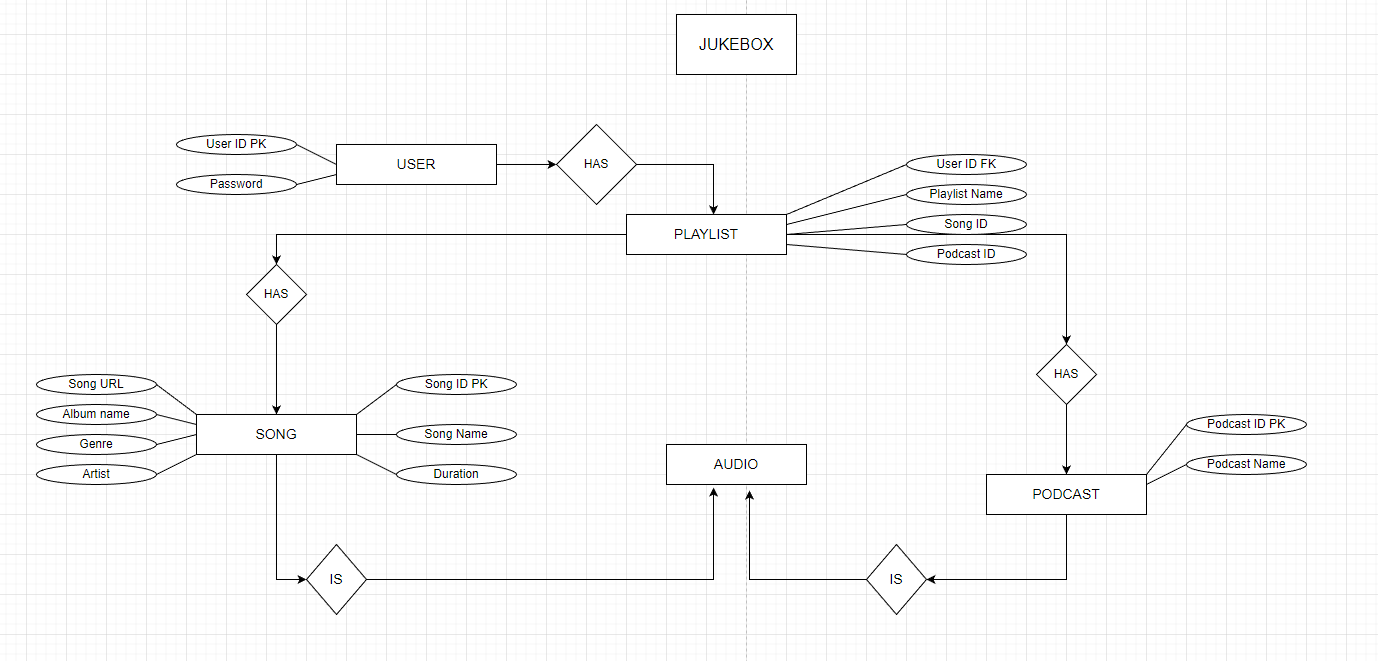 JUKEBOX
User ID PK
USER
HAS
Password
User ID FK
Playlist Name
PLAYLIST
Song ID
Podcast ID
HAS
HAS
Song URL
Song ID PK
Album name
SONG
Song Name
Genre
Artist
Duration
AUDIO
Podcast ID PK
Podcast Name
PODCAST
IS
IS